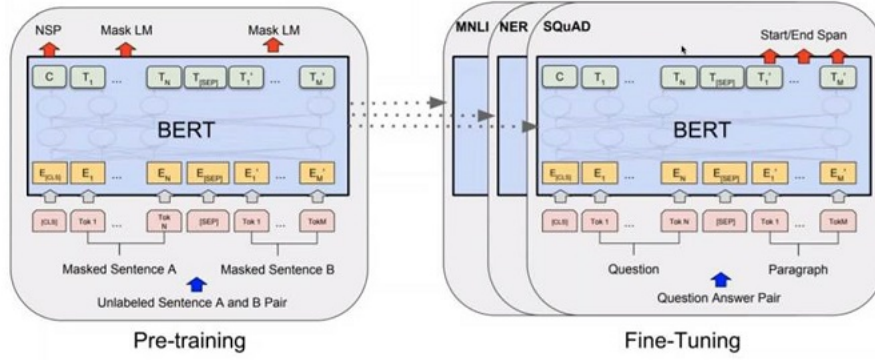 NSP Mask LM Mask LM
C T1 ... TN T[SEP] T1' ... TM'
BERT
E[CLS] E1 ... EN E[SEP] E1' ... EM'
[CLS] Tok 1 ... Tok N [SEP] Tok 1 ... TokM
Masked Sentence A Masked Sentence B
Unlabeled Sentence A and B Pair
Pre-training
MNLI NER SQuAD
Start/End Span
C T1 ... TN T[SEP] T1' ... TM'
BERT
E[CLS] E1 ... EN E[SEP] E1' ... EM'
[CLS] Tok 1 ... Tok N [SEP] Tok 1 ... TokM
Question Paragraph
Question Answer Pair
Fine-Tuning